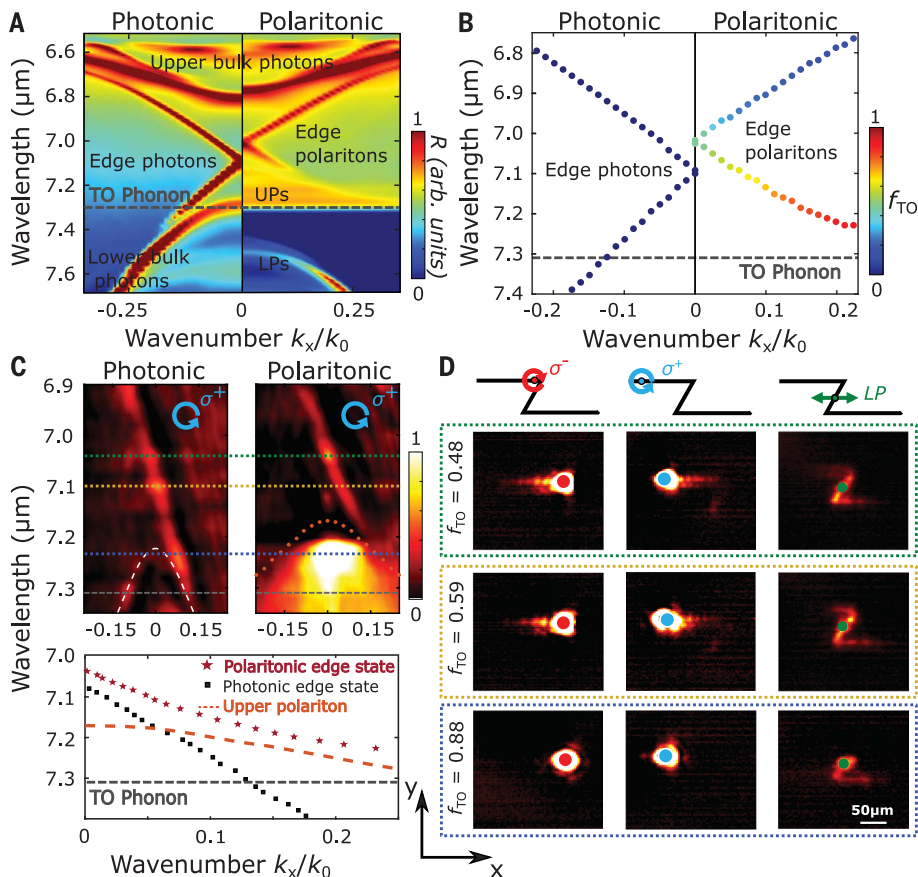 A
Photonic Polaritonic
Upper bulk photons
Edge photons
Edge
polaritons
TO Phonon
UPs
Lower bulk
photons
LPs
6.6
6.8
7.0
7.2
7.4
7.6
Wavelength (μm)
-0.25 0 0.25
Wavenumber kx/k0
1
R (arb. units)
0
B
Photonic Polaritonic
6.8
6.9
7.0
7.1
7.2
7.3
7.4
Wavelength (μm)
Edge photons
Edge
polaritons
TO Phonon
-0.2 -0.1 0 0.1 0.2
Wavenumber kx/k0
1
fTO
0
C
Photonic Polaritonic
σ+ σ+
6.9
7.0
7.1
7.2
7.3
Wavelength (μm)
-0.15 0 0.15 -0.15 0 0.15
1
0
7.0
7.1
7.2
7.3
Polaritonic edge state
Photonic edge state
Upper polariton
TO Phonon
0 0.1 0.2
Wavenumber kx/k0
y
x
D
σ- σ+ LP
fTO = 0.48
fTO = 0.59
fTO = 0.88
50μm